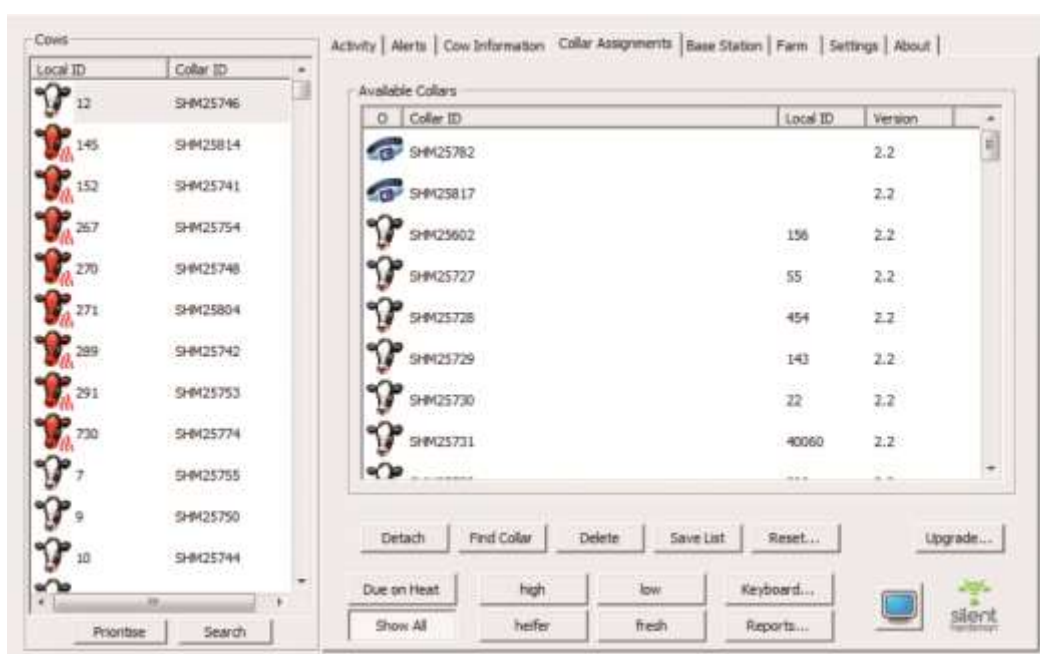 Cows
Local ID Collar ID
12 SHM25746
145 SHM25814
152 SHM25741
267 SHM25754
270 SHM25748
271 SHM25804
289 SHM25742
291 SHM25753
730 SHM25774
7 SHM25755
9 SHM25750
10 SHM25744
Prioritise Search
Activity Alerts Cow Information Collar Assignments Base Station Farm Settings About
Available Collars
O Collar ID Local ID Version
SHM25782 2.2
SHM25817 2.2
SHM25602 156 2.2
SHM25727 55 2.2
SHM25728 454 2.2
SHM25729 143 2.2
SHM25730 22 2.2
SHM25731 40060 2.2
Detach Find Collar Delete Save List Reset... Upgrade...
Due on Heat high low Keyboard...
Show All heifer fresh Reports...
silent
herdsman